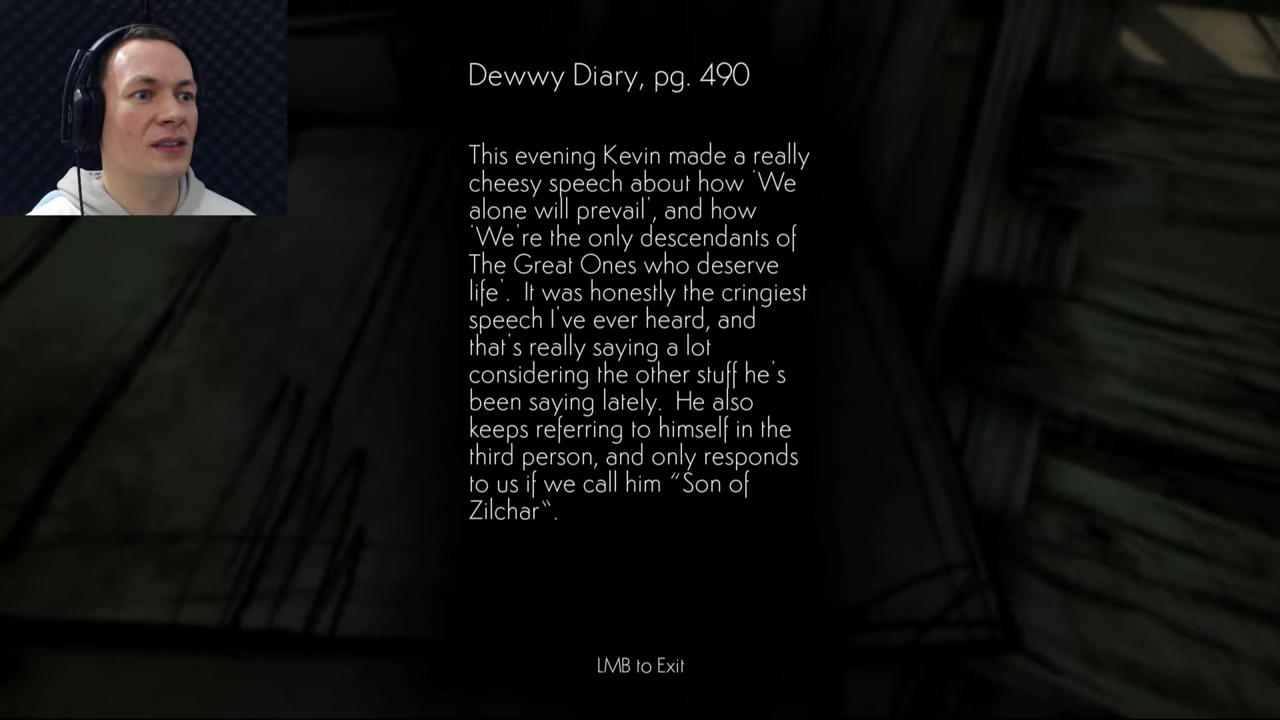 Dewwy Diary, pg. 490
This evening Kevin made a really
cheesy speech about how 'We
alone will prevail', and how
'We're the only descendants of
The Great Ones who deserve
life'.  It was honestly the cringiest
speech I've ever heard, and
that's really saying a lot
considering the other stuff he's
been saying lately.  He also
keeps referring to himself in the
third person, and only responds
to us if we call him "Son of
Zilchar".
LMB to Exit